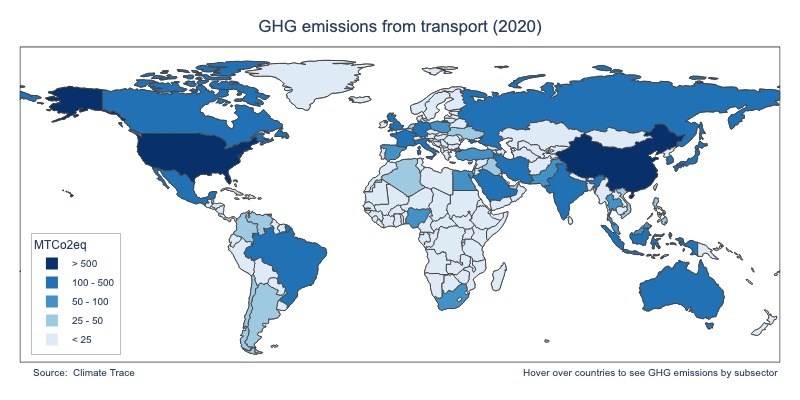 GHG emissions from transport (2020)
MTCo2eq
> 500
100 - 500
50 - 100
25 - 50
< 25
Source: Climate Trace
Hover over countries to see GHG emissions by subsector